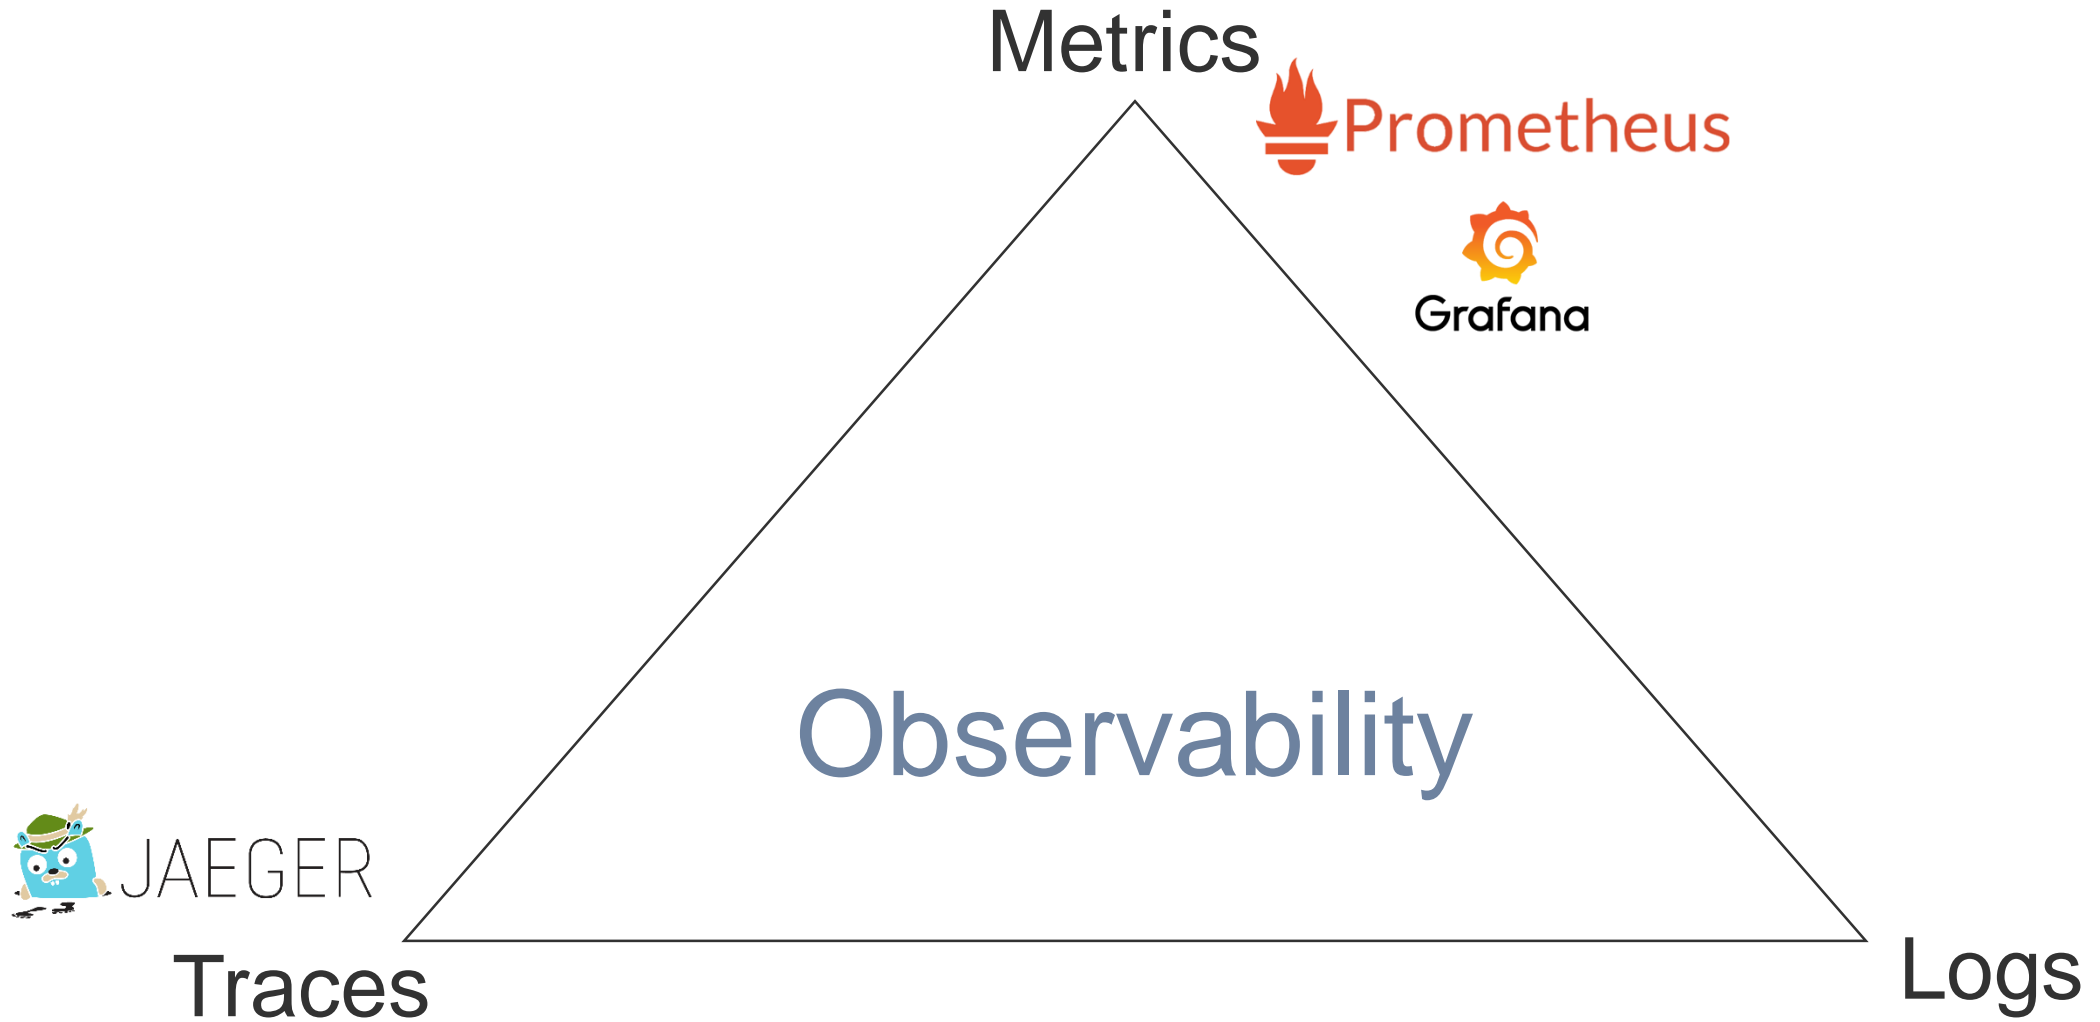 Metrics
Prometheus
Grafana
Observability
JAEGER
Traces
Logs